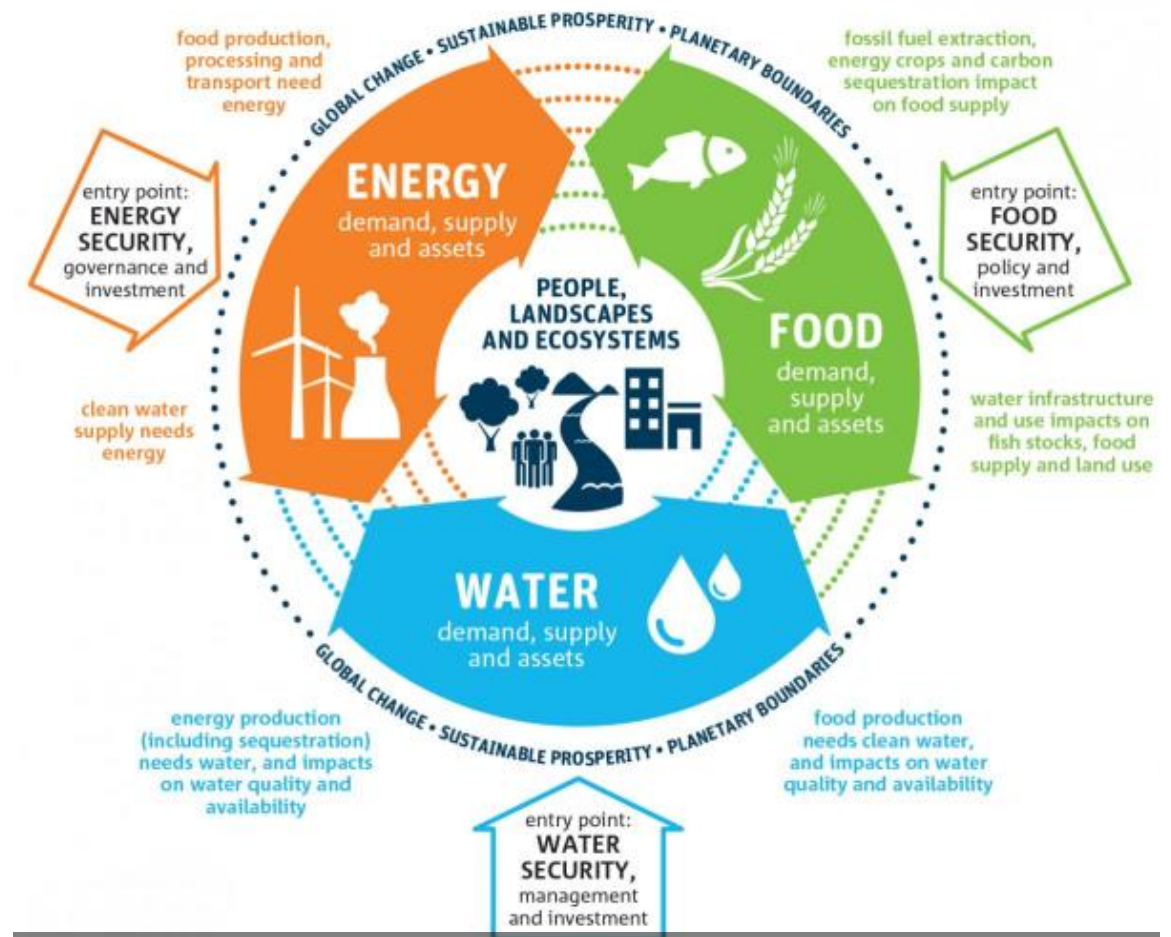 GLOBAL CHANGE • SUSTAINABLE PROSPERITY • PLANETARY BOUNDARIES
food production,
processing and
transport need
energy
fossil fuel extraction,
energy crops and carbon
sequestration impact
on food supply
entry point:
ENERGY
SECURITY,
governance and
investment
ENERGY
demand, supply
and assets
entry point:
FOOD
SECURITY,
policy and
investment
PEOPLE,
LANDSCAPES
AND ECOSYSTEMS
FOOD
demand,
supply
and assets
clean water
supply needs
energy
water infrastructure
and use impacts on
fish stocks, food
supply and land use
WATER
demand, supply
and assets
GLOBAL CHANGE • SUSTAINABLE PROSPERITY • PLANETARY BOUNDARIES
energy production
(including sequestration)
needs water, and impacts
on water quality and
availability
food production
needs clean water,
and impacts on water
quality and availability
entry point:
WATER
SECURITY,
management
and investment